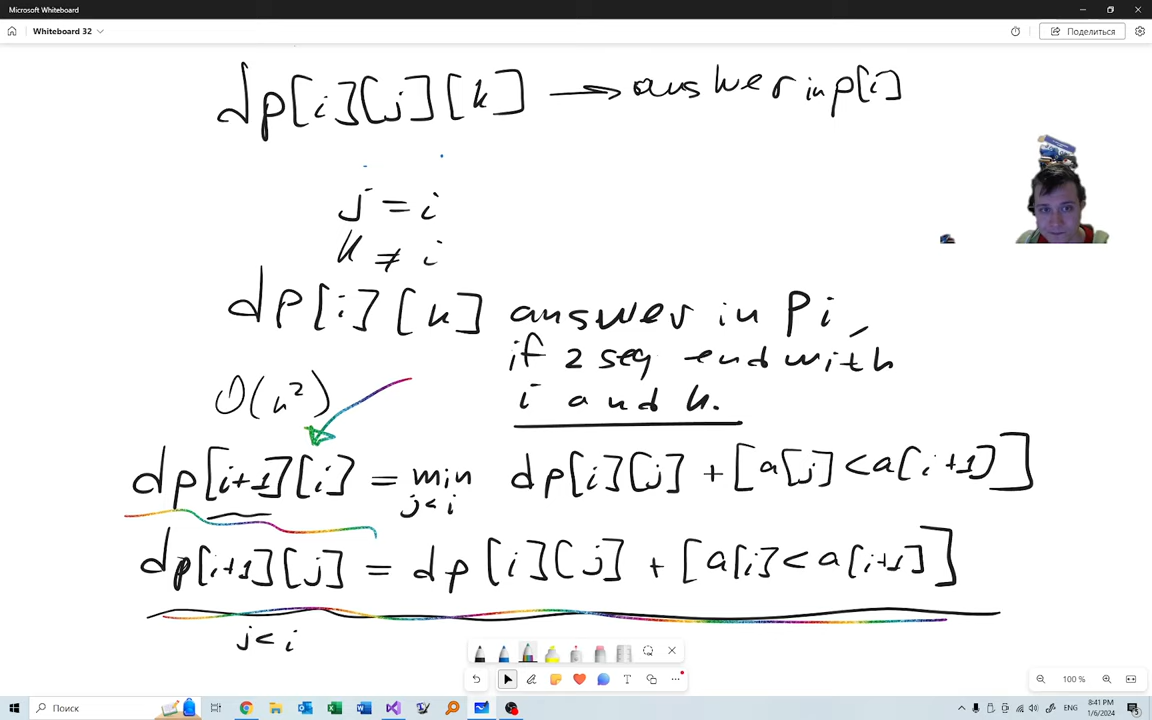 Microsoft Whiteboard
Whiteboard 32
Поделиться
dp[i][j][k] → answer in p[i]
j = i
k ≠ i
dp[i][k] answer in Pi,
if 2 seq end with
i and k.
O(n²)
dp[i+1][i] = min dp[i][j] + [a[j] < a[i+1]]
j < i
dp[i+1][j] = dp[i][j] + [a[i] < a[i+1]]
j < i
100 %
Поиск
ENG
8:41 PM
1/6/2024